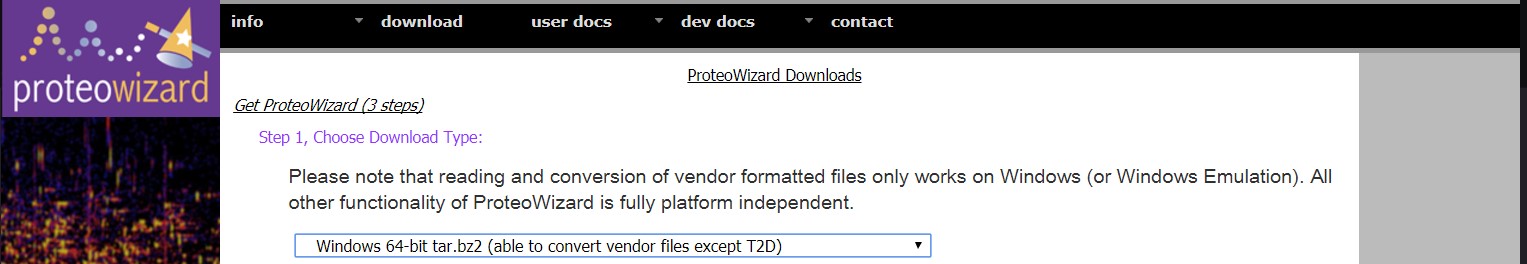 info download user docs dev docs contact
proteowizard
ProteoWizard Downloads
Get ProteoWizard (3 steps)
Step 1, Choose Download Type:
Please note that reading and conversion of vendor formatted files only works on Windows (or Windows Emulation). All
other functionality of ProteoWizard is fully platform independent.
Windows 64-bit tar.bz2 (able to convert vendor files except T2D)